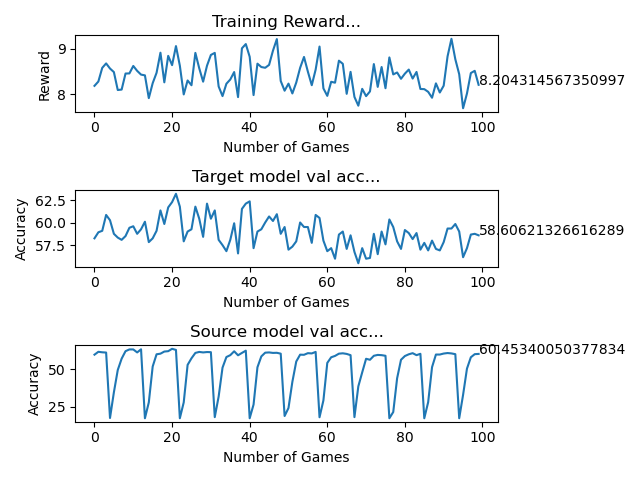 Training Reward...
9
8
Reward
8.204314567350997
0 20 40 60 80 100
Number of Games
Target model val acc...
62.5
60.0
57.5
Accuracy
58.60621326616289
0 20 40 60 80 100
Number of Games
Source model val acc...
50
25
Accuracy
60.45340050377834
0 20 40 60 80 100
Number of Games